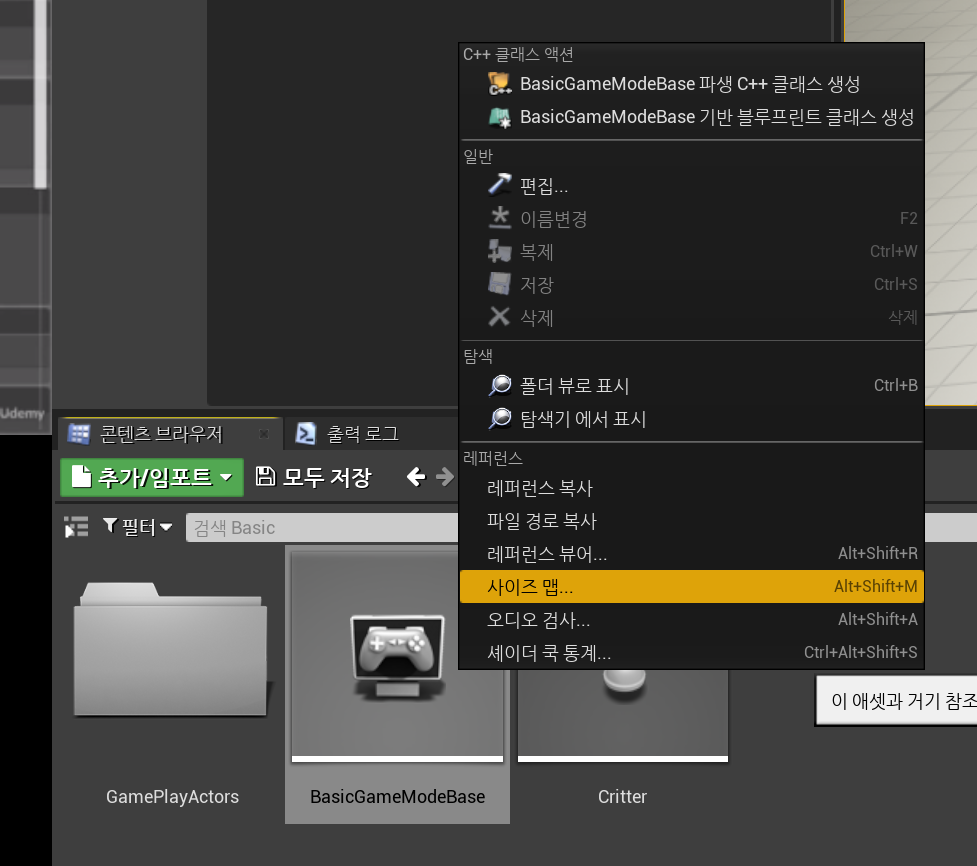 C++ 클래스 액션
BasicGameModeBase 파생 C++ 클래스 생성
BasicGameModeBase 기반 블루프린트 클래스 생성
일반
편집...
이름변경 F2
복제 Ctrl+W
저장 Ctrl+S
삭제 삭제
탐색
폴더 뷰로 표시 Ctrl+B
탐색기 에서 표시
레퍼런스
레퍼런스 복사
파일 경로 복사
레퍼런스 뷰어... Alt+Shift+R
사이즈 맵... Alt+Shift+M
오디오 검사... Alt+Shift+A
셰이더 쿡 통계... Ctrl+Alt+Shift+S
Udemy
콘텐츠 브라우저
출력 로그
추가/임포트
모두 저장
필터
검색 Basic
이 애셋과 거기 참조
GamePlayActors
BasicGameModeBase
Critter